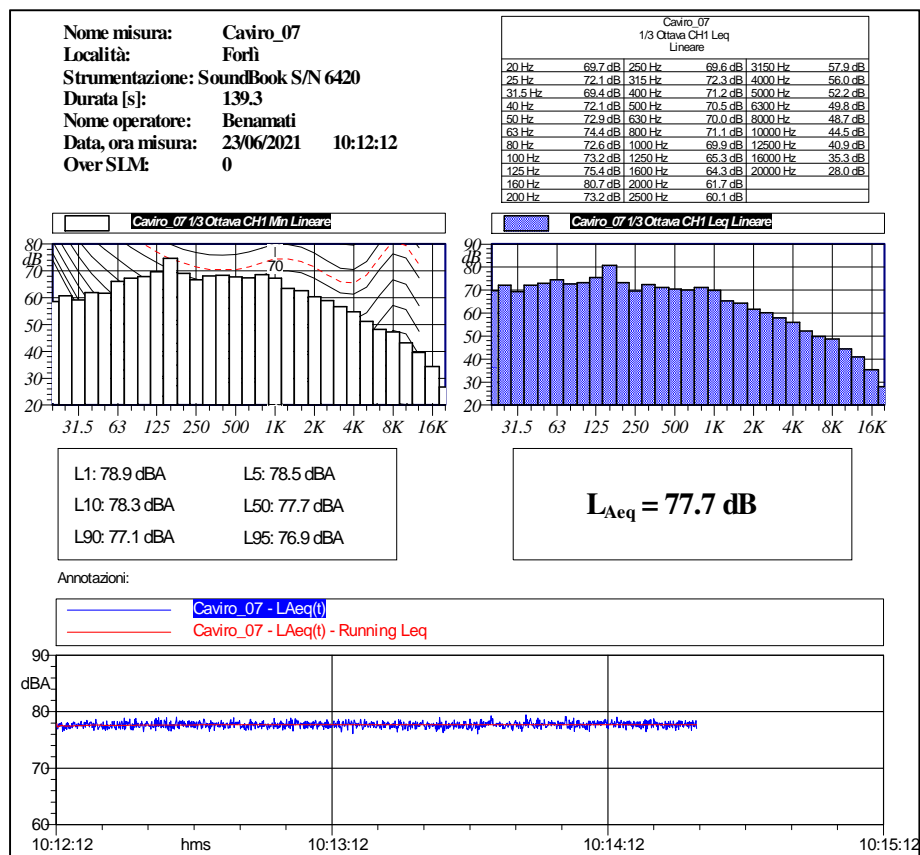 Nome misura: Caviro_07
Località: Forlì
Strumentazione: SoundBook S/N 6420
Durata [s]: 139.3
Nome operatore: Benamati
Data, ora misura: 23/06/2021 10:12:12
Over SLM: 0
Caviro_07
1/3 Ottava CH1 Leq
Lineare
20 Hz 69.7 dB 250 Hz 69.6 dB 3150 Hz 57.9 dB
25 Hz 72.1 dB 315 Hz 72.3 dB 4000 Hz 56.0 dB
31.5 Hz 69.4 dB 400 Hz 71.2 dB 5000 Hz 52.2 dB
40 Hz 72.1 dB 500 Hz 70.5 dB 6300 Hz 49.8 dB
50 Hz 72.9 dB 630 Hz 70.0 dB 8000 Hz 48.7 dB
63 Hz 74.4 dB 800 Hz 71.1 dB 10000 Hz 44.5 dB
80 Hz 72.6 dB 1000 Hz 69.9 dB 12500 Hz 40.9 dB
100 Hz 73.2 dB 1250 Hz 65.3 dB 16000 Hz 35.3 dB
125 Hz 75.4 dB 1600 Hz 64.3 dB 20000 Hz 28.0 dB
160 Hz 80.7 dB 2000 Hz 61.7 dB
200 Hz 73.2 dB 2500 Hz 60.1 dB
Caviro_07 1/3 Ottava CH1 Min Lineare
80
dB
70
60
50
40
30
20
70
31.5 63 125 250 500 1K 2K 4K 8K 16K
Caviro_07 1/3 Ottava CH1 Leq Lineare
90
dB
80
70
60
50
40
30
20
31.5 63 125 250 500 1K 2K 4K 8K 16K
L1: 78.9 dBA L5: 78.5 dBA
L10: 78.3 dBA L50: 77.7 dBA
L90: 77.1 dBA L95: 76.9 dBA
LAeq = 77.7 dB
Annotazioni:
Caviro_07 - LAeq(t)
Caviro_07 - LAeq(t) - Running Leq
90
dBA
80
70
60
10:12:12 hms 10:13:12 10:14:12 10:15:12